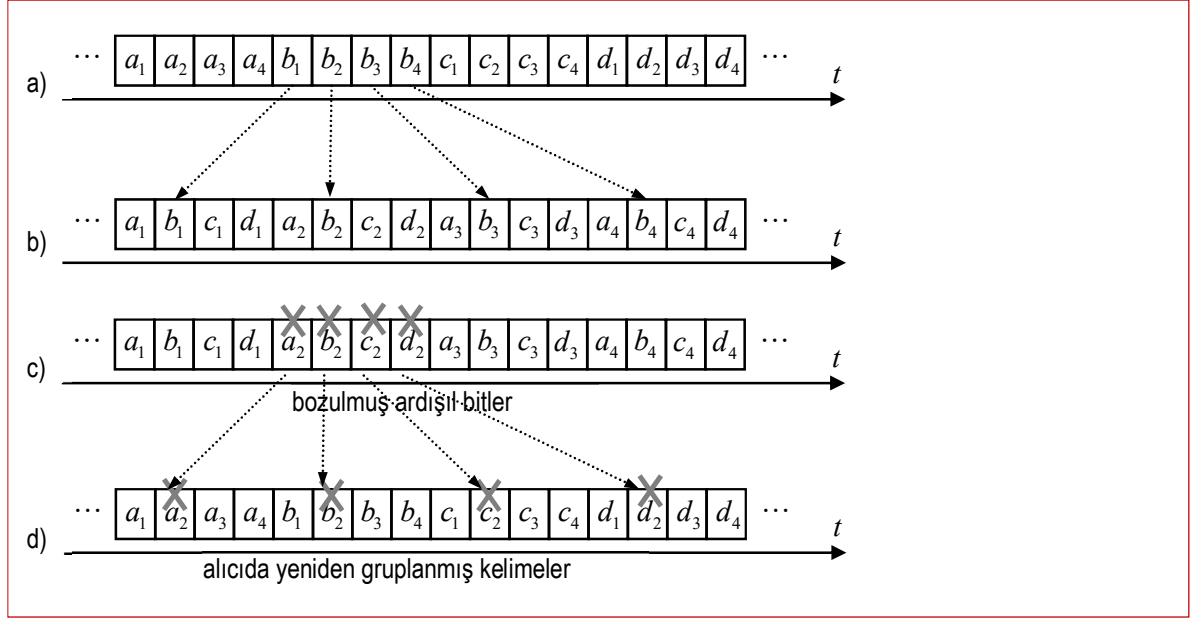 ⋯ a₁ a₂ a₃ a₄ b₁ b₂ b₃ b₄ c₁ c₂ c₃ c₄ d₁ d₂ d₃ d₄ ⋯
a) t
⋯ a₁ b₁ c₁ d₁ a₂ b₂ c₂ d₂ a₃ b₃ c₃ d₃ a₄ b₄ c₄ d₄ ⋯
b) t
⋯ a₁ b₁ c₁ d₁ a₂ b₂ c₂ d₂ a₃ b₃ c₃ d₃ a₄ b₄ c₄ d₄ ⋯
c) t
bozulmuş ardışıl bitler
⋯ a₁ a₂ a₃ a₄ b₁ b₂ b₃ b₄ c₁ c₂ c₃ c₄ d₁ d₂ d₃ d₄ ⋯
d) t
alıcıda yeniden gruplanmış kelimeler